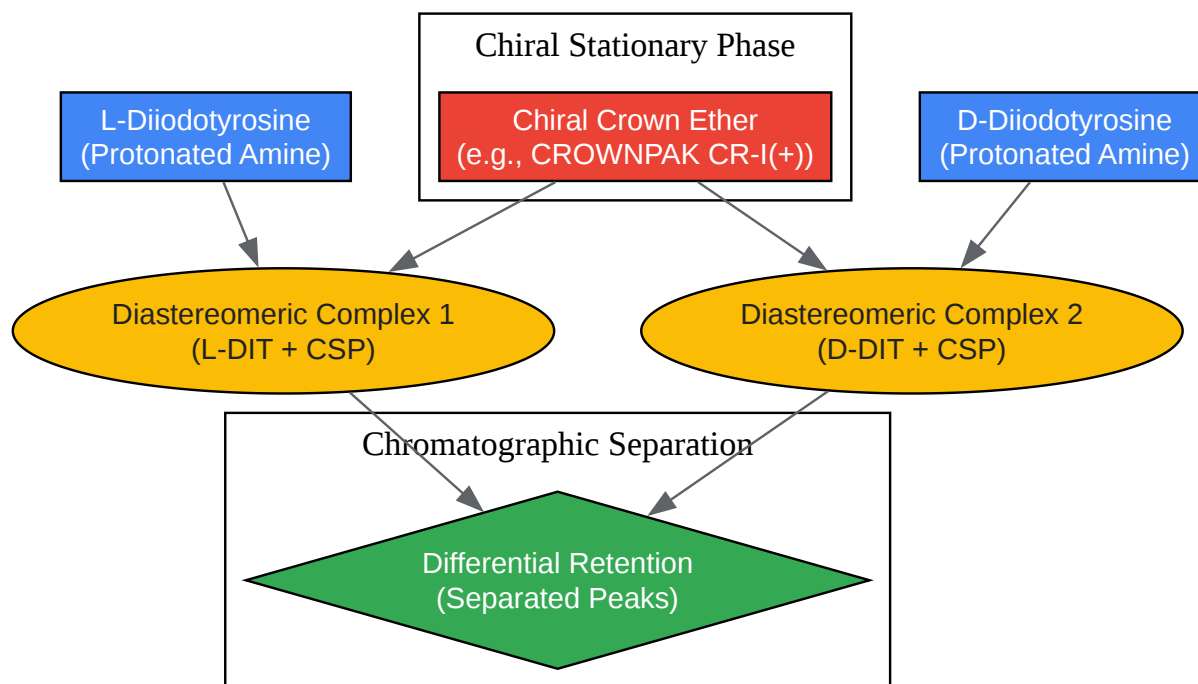 Chiral Stationary Phase
L-Diiodotyrosine
(Protonated Amine)
Chiral Crown Ether
(e.g., CROWNPAK CR-I(+))
D-Diiodotyrosine
(Protonated Amine)
Diastereomeric Complex 1
(L-DIT + CSP)
Diastereomeric Complex 2
(D-DIT + CSP)
Chromatographic Separation
Differential Retention
(Separated Peaks)